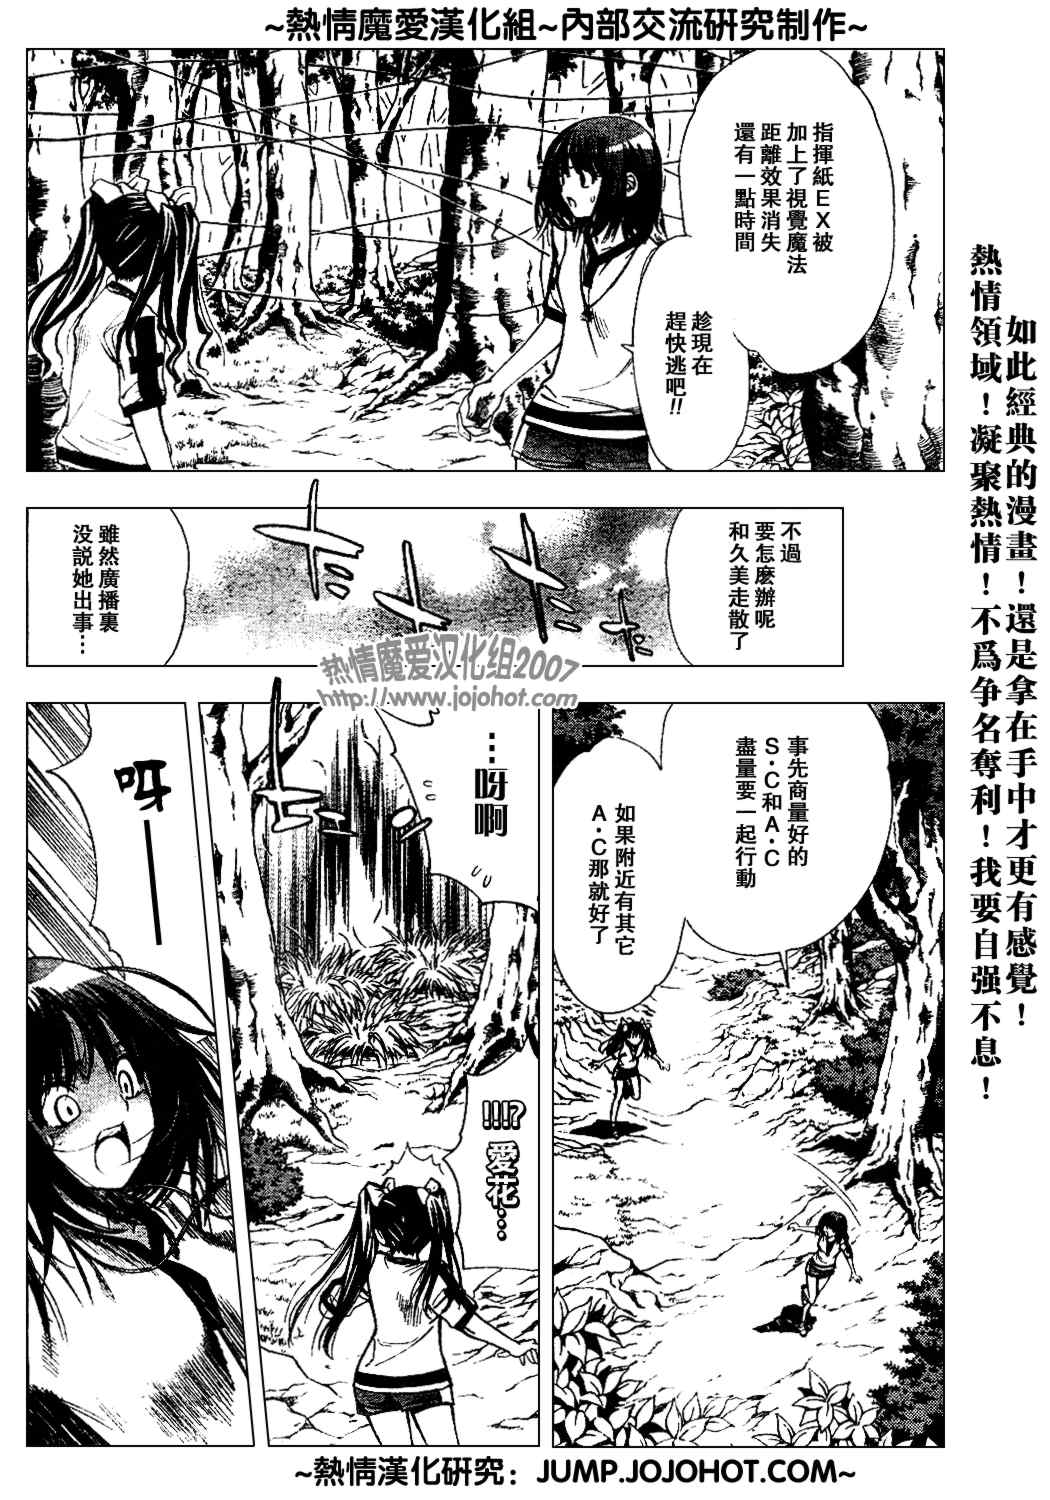 ~熱情魔愛漢化組~內部交流研究制作~
指揮紙EX被
加上了視覺魔法
距離效果消失
還有一點時間
趁現在
趕快逃吧!!
不過
要怎麼辦呢
和久美走散了
雖然廣播裏
没説她出事…
熱情魔愛汉化组2007
http://www.jojohot.com
事先商量好的
S·C和A·C
盡量要一起行動
如果附近有其它
A·C那就好了
…呀啊
!!!?愛花…
呀——
如此經典的漫畫！還是拿在手中才更有感覺！
熱情領域！凝聚熱情！不爲争名奪利！我要自强不息！
~熱情漢化研究：JUMP.JOJOHOT.COM~